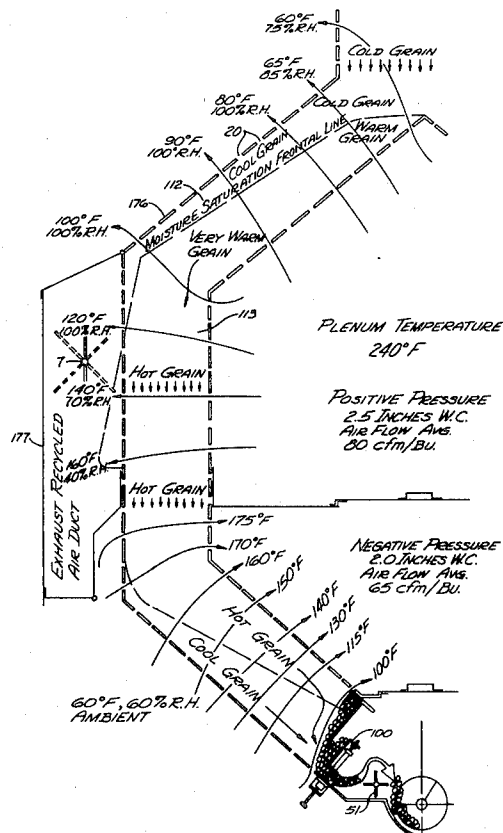 60°F
75% R.H.
COLD GRAIN
65°F
85% R.H.
COLD GRAIN
80°F
100% R.H.
WARM
GRAIN
20
COOL GRAIN
90°F
100° R.H.
MOISTURE SATURATION FRONTAL LINE
112
176
100°F
100% R.H.
VERY WARM
GRAIN
113
120°F
100% R.H.
PLENUM TEMPERATURE
240°F
7
HOT GRAIN
140°F
70% R.H.
POSITIVE PRESSURE
2.5 INCHES W.C.
AIR FLOW AVG.
80 cfm/BU.
177
160°F
40% R.H.
HOT GRAIN
EXHAUST RECYCLED
AIR DUCT
175°F
170°F
160°F
150°F
140°F
130°F
115°F
100°F
NEGATIVE PRESSURE
2.0 INCHES W.C.
AIR FLOW AVG.
65 cfm/BU.
HOT GRAIN
COOL GRAIN
60°F, 60% R.H.
AMBIENT
100
51